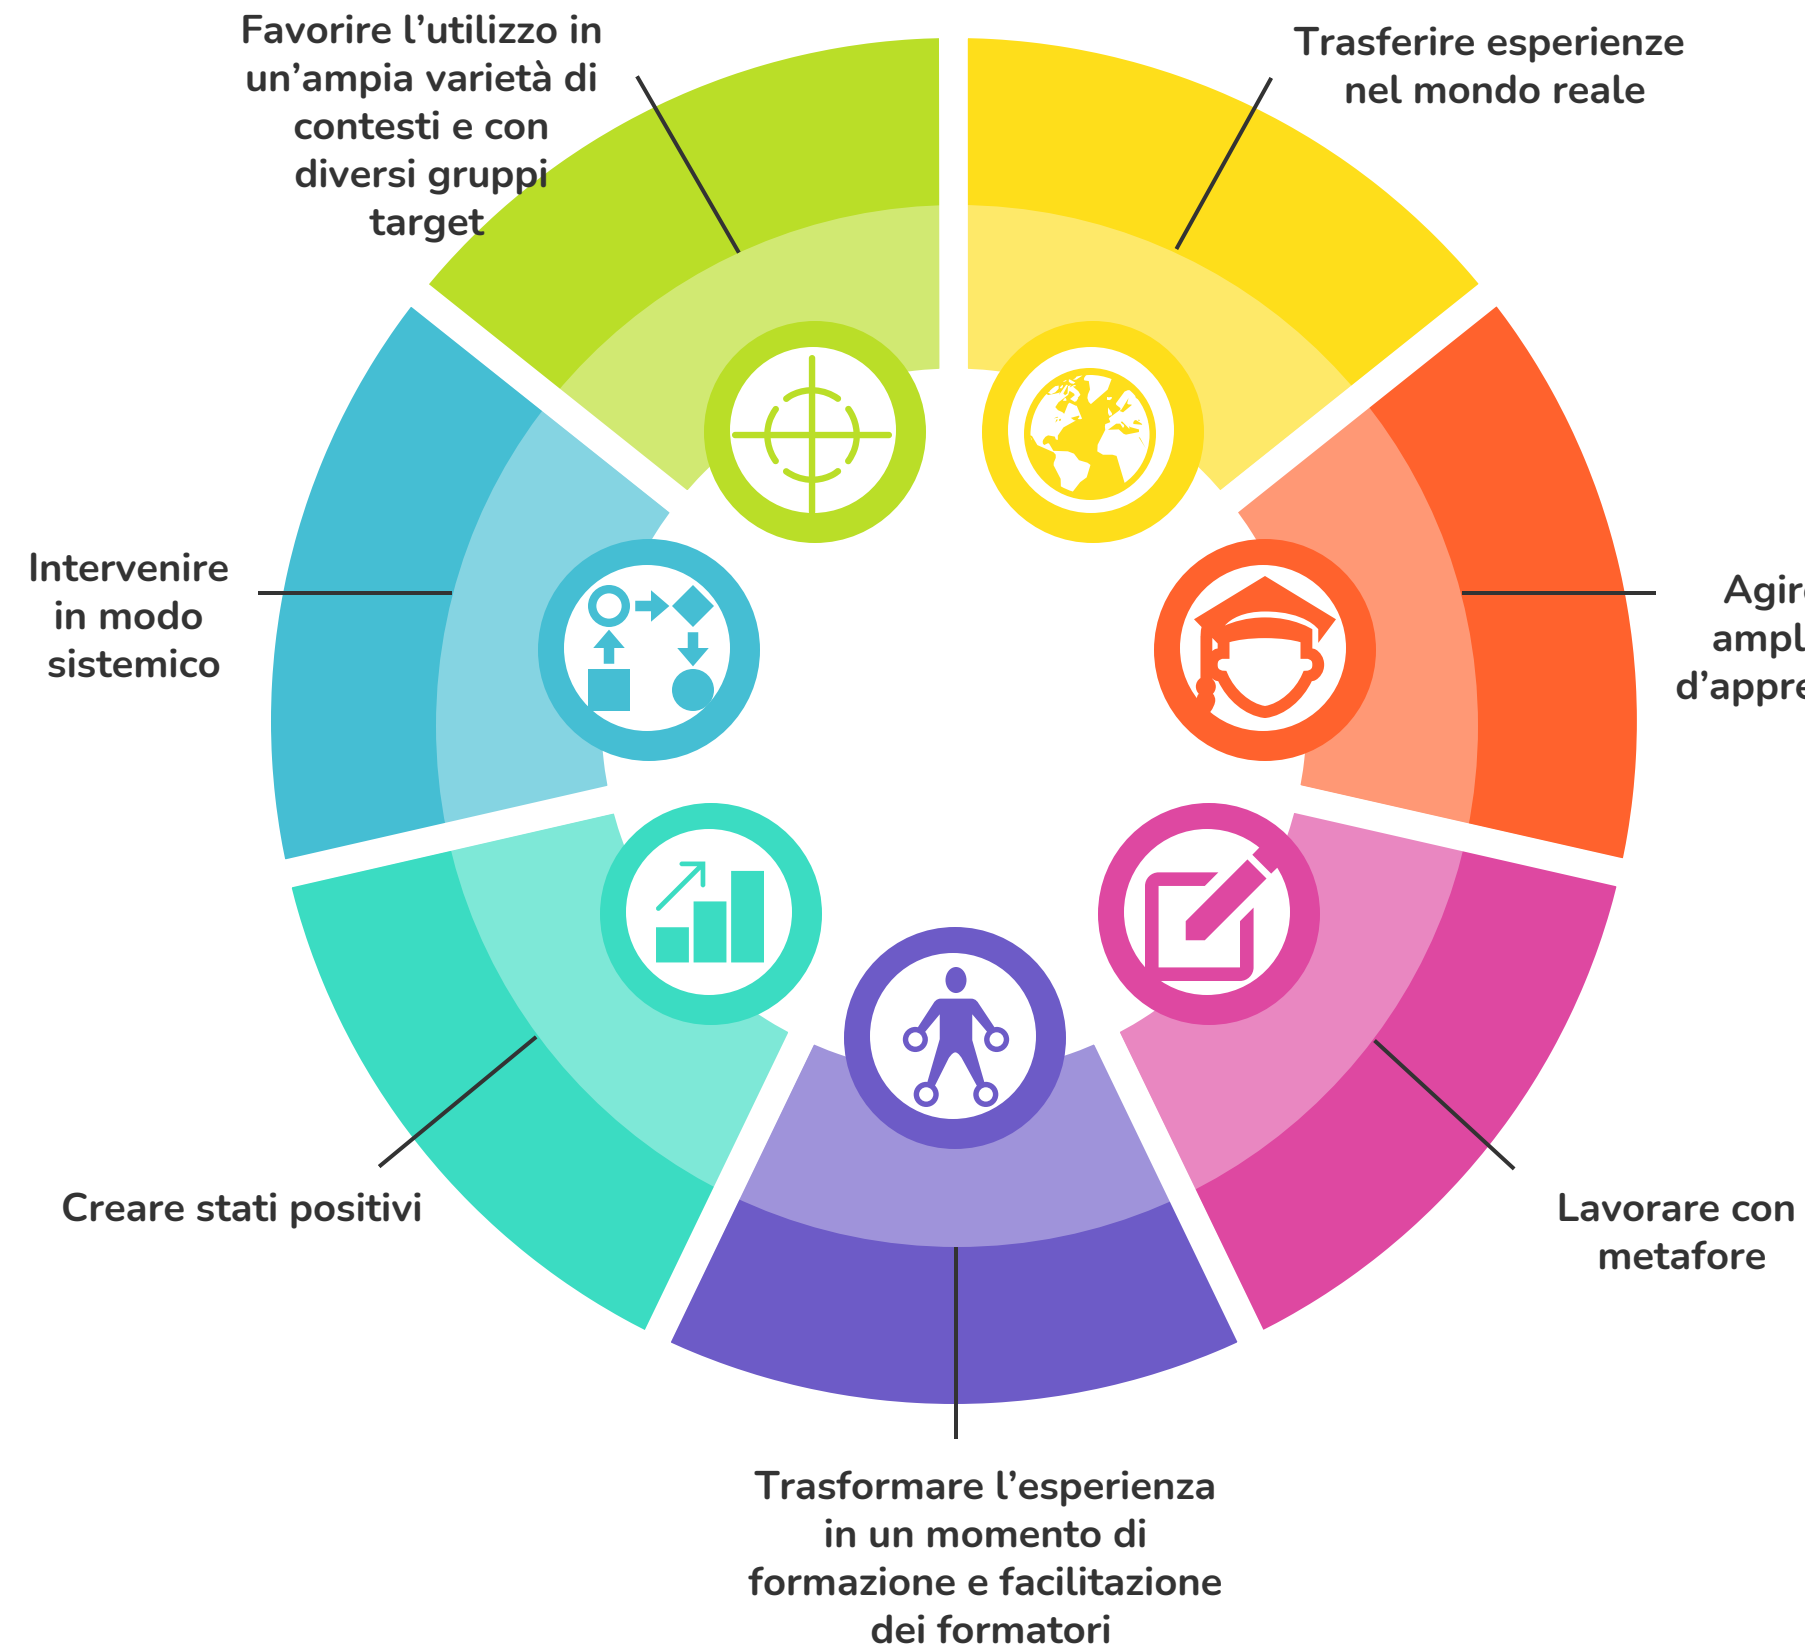 Favorire l’utilizzo in
un’ampia varietà di
contesti e con
diversi gruppi
target
Trasferire esperienze
nel mondo reale
Intervenire
in modo
sistemico
Creare stati positivi
Lavorare con
metafore
Trasformare l’esperienza
in un momento di
formazione e facilitazione
dei formatori